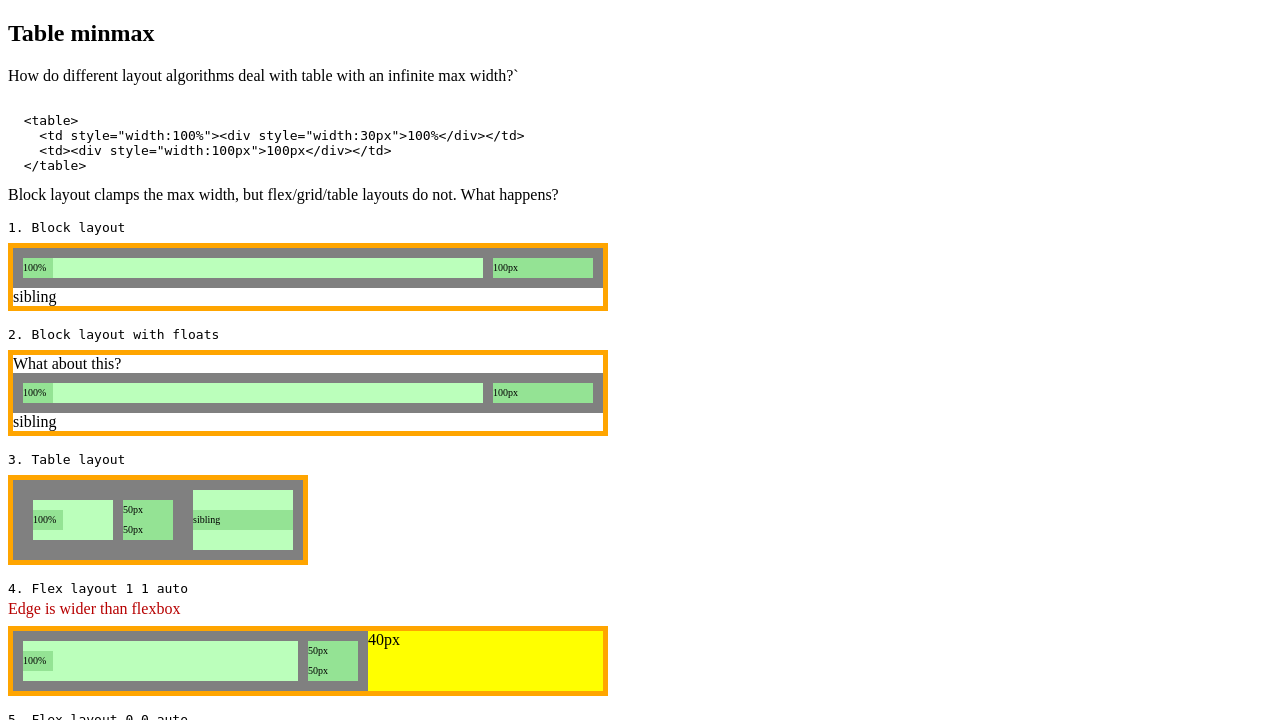 Table minmax
How do different layout algorithms deal with table with an infinite max width?`
<table>
<td style="width:100%"><div style="width:30px">100%</div></td>
<td><div style="width:100px">100px</div></td>
</table>
Block layout clamps the max width, but flex/grid/table layouts do not. What happens?
1. Block layout
100% 100px
sibling
2. Block layout with floats
What about this?
100% 100px
sibling
3. Table layout
50px
100% sibling
50px
4. Flex layout 1 1 auto
Edge is wider than flexbox
40px
50px
100%
50px
5. Flex layout 0 0 auto